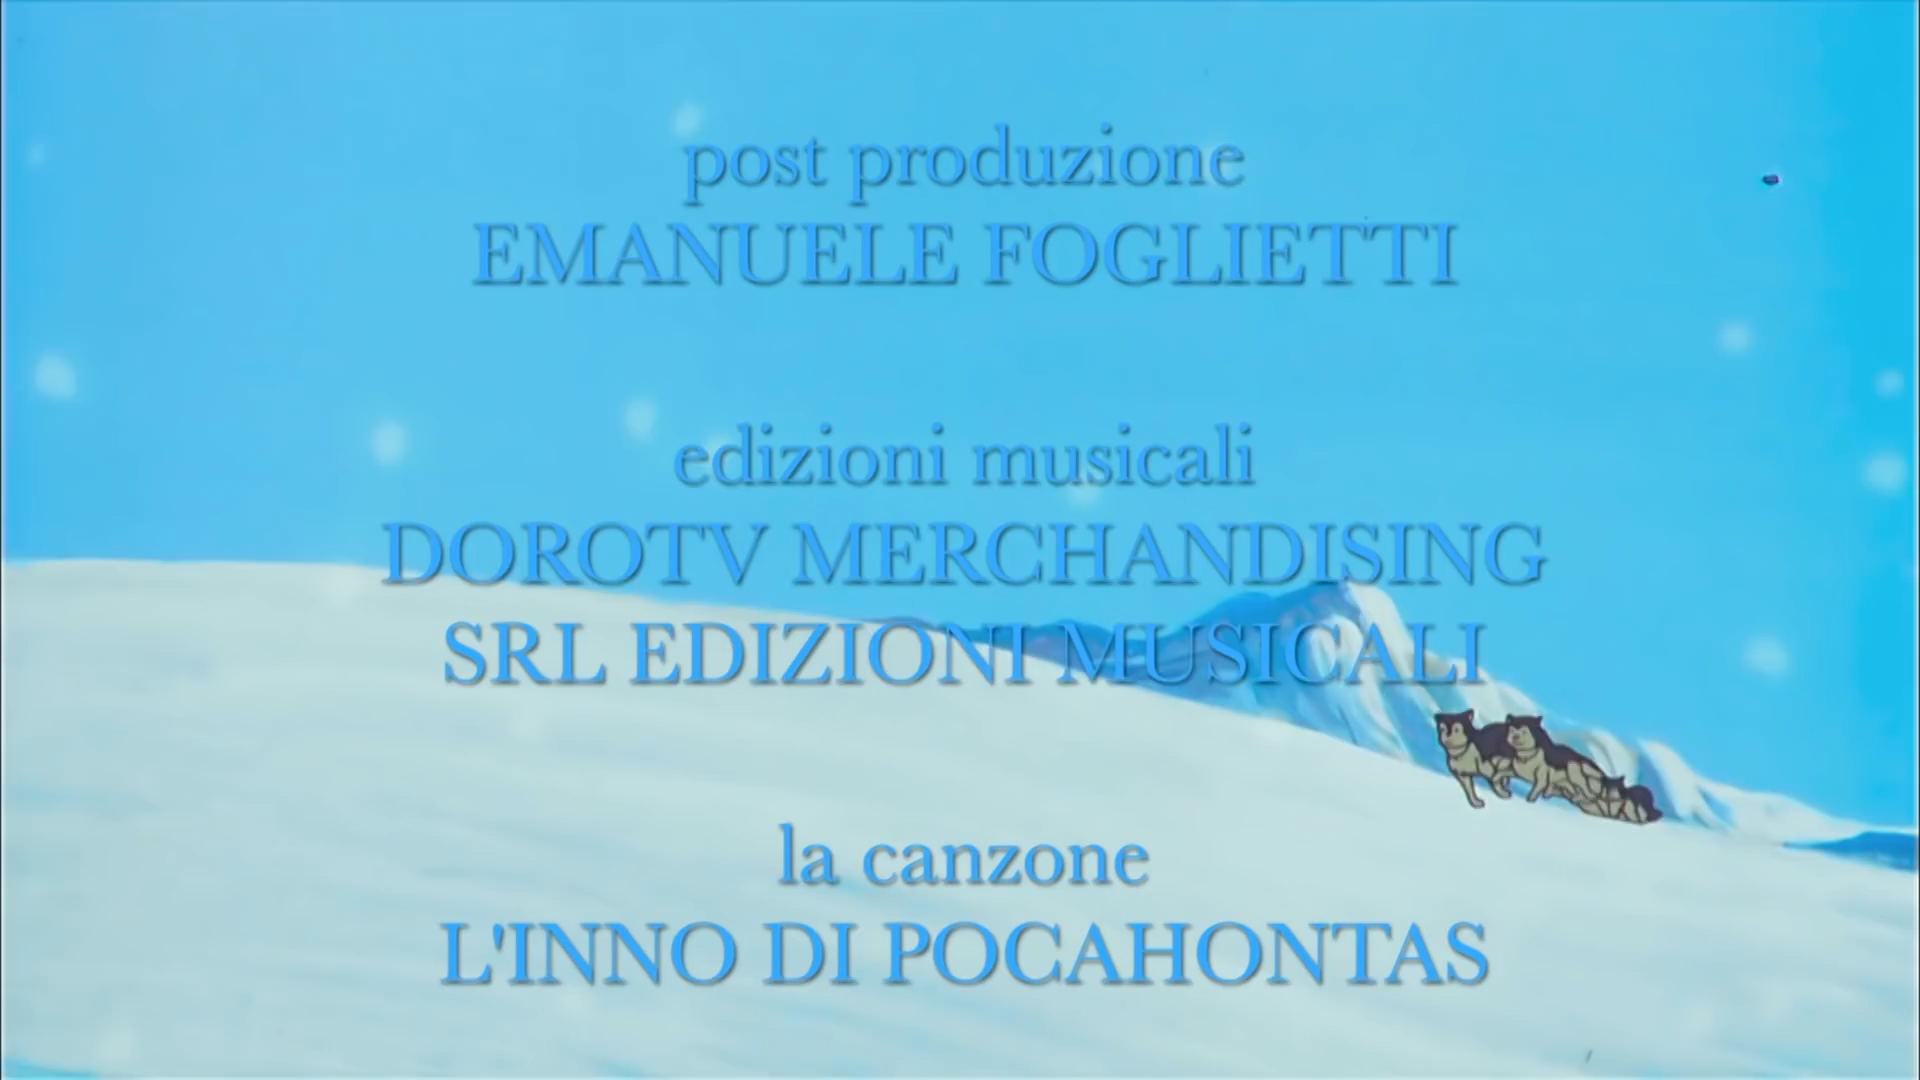 post produzione
EMANUELE FOGLIETTI
edizioni musicali
DOROTV MERCHANDISING
SRL EDIZIONI MUSICALI
la canzone
L'INNO DI POCAHONTAS